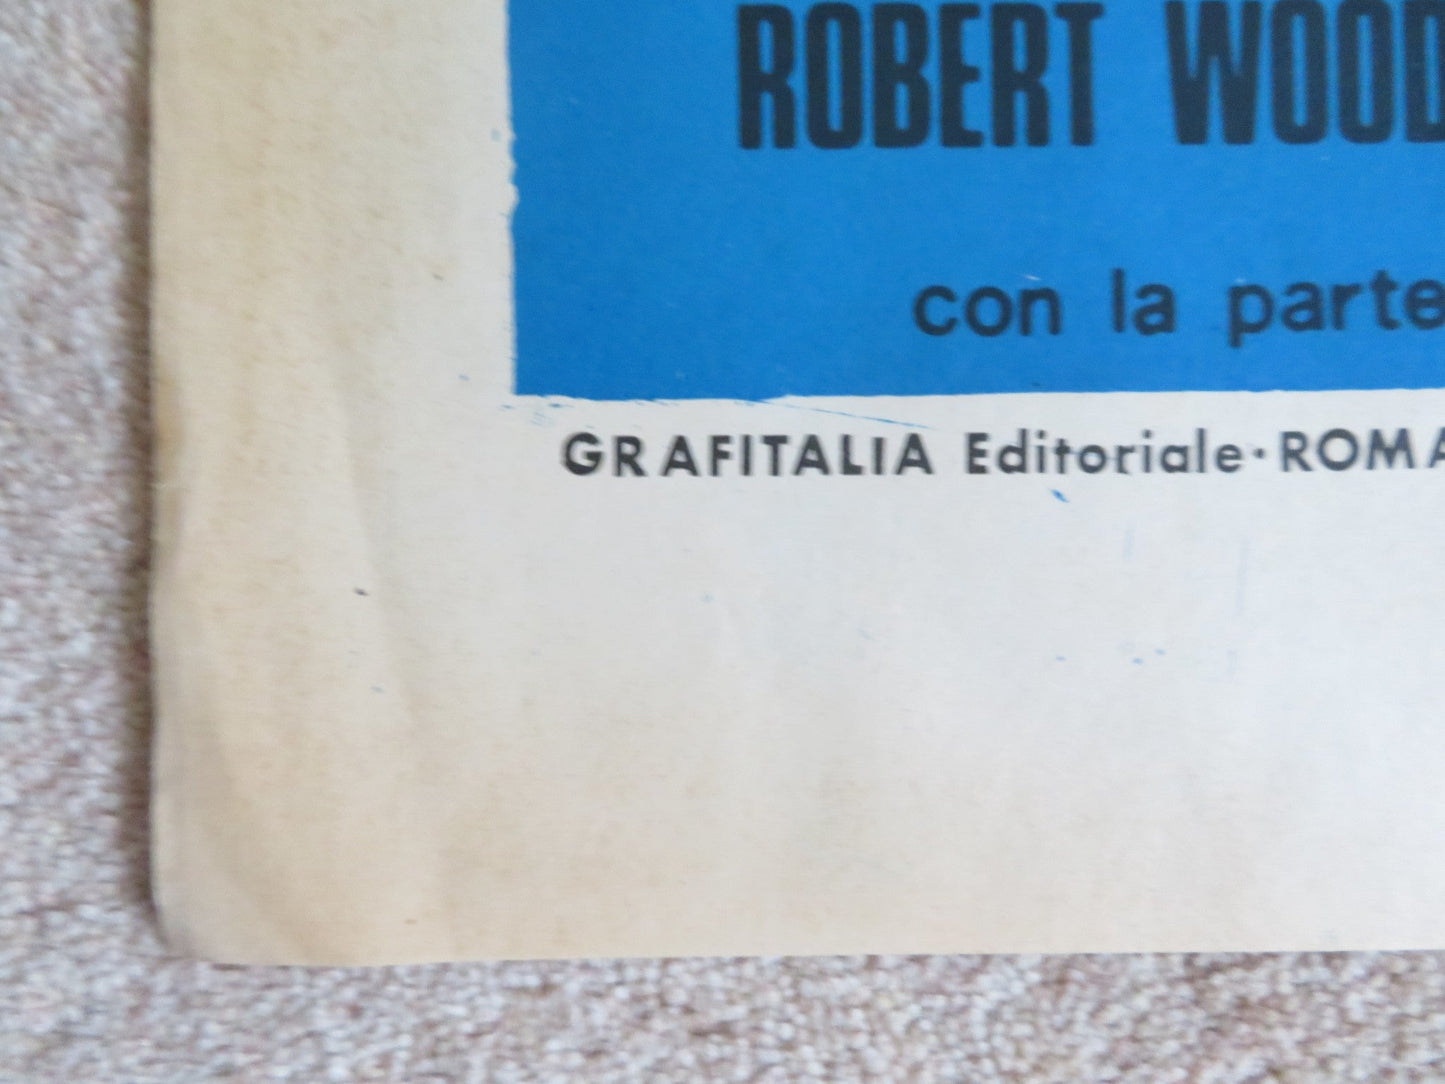 ROBERT WOOD
con la parte
GRAFITALIA Editoriale · ROMA